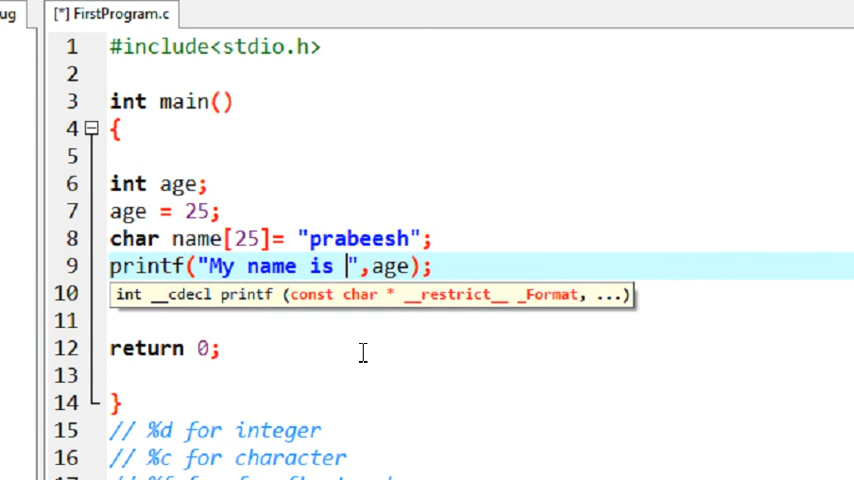 ug
[*] FirstProgram.c
1 #include<stdio.h>
2
3 int main()
4 {
5
6 int age;
7 age = 25;
8 char name[25]= "prabeesh";
9 printf("My name is ",age);
10 int __cdecl printf (const char * __restrict__ _Format, ...)
11
12 return 0;
13
14 }
15 // %d for integer
16 // %c for character
17